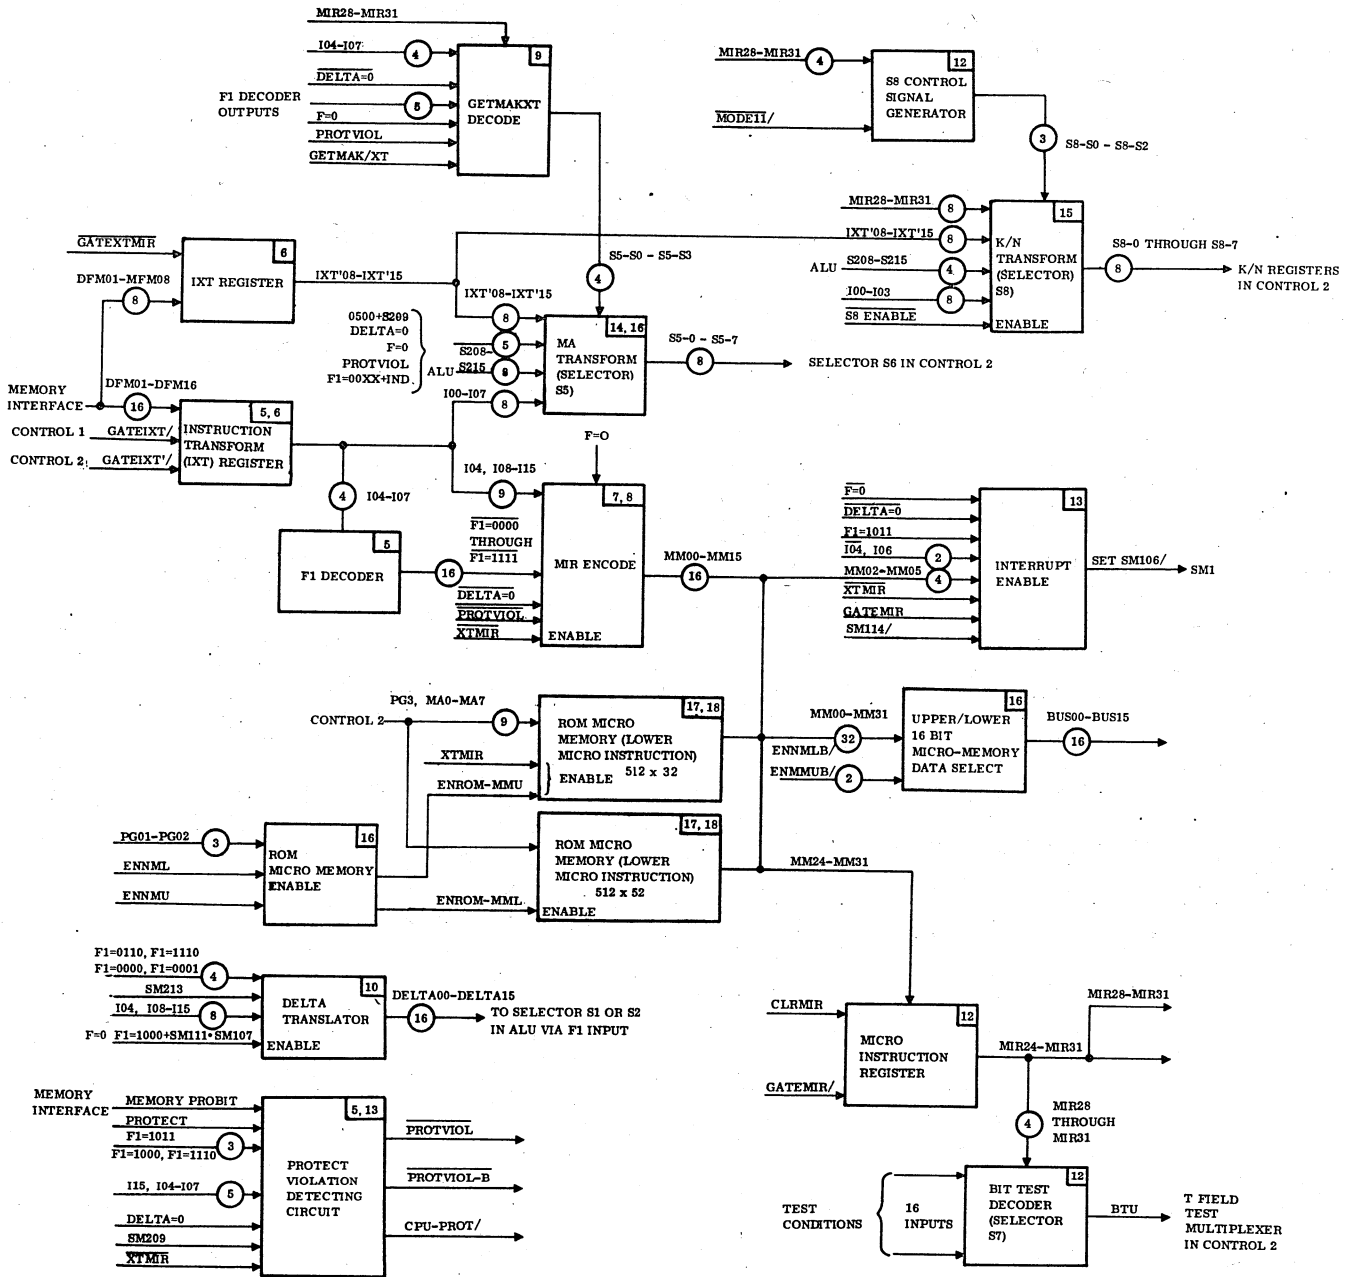 MIR28-MIR31
I04-I07
4
DELTA=0
F1 DECODER
OUTPUTS
5
F=0
PROTVIOL
GETMAK/XT
9
GETMAKXT
DECODE
MIR28-MIR31
4
MODE11/
12
S8 CONTROL
SIGNAL
GENERATOR
3
S8-S0 - S8-S2
MIR28-MIR31
8
IXT'08-IXT'15
8
ALU
S208-S215
4
I00-I03
8
S8 ENABLE
15
K/N
TRANSFORM
(SELECTOR)
S8)
ENABLE
S8-0 THROUGH S8-7
8
K/N REGISTERS
IN CONTROL 2
GATEXTMIR
DFM01-MFM08
8
6
IXT REGISTER
IXT'08-IXT'15
S5-S0 - S5-S3
4
IXT'08-IXT'15
8
0500+S209
DELTA=0
F=0
PROTVIOL
F1=00XX+IND
5
S208-
ALU
S215
8
I00-I07
8
14, 16
MA
TRANSFORM
(SELECTOR)
S5)
S5-0 - S5-7
8
SELECTOR S6 IN CONTROL 2
MEMORY
INTERFACE
DFM01-DFM16
16
CONTROL 1
GATEIXT/
CONTROL 2
GATEIXT'/
5, 6
INSTRUCTION
TRANSFORM
(IXT) REGISTER
4
I04-I07
5
F1 DECODER
16
F=O
I04, I08-I15
9
F1=0000
THROUGH
F1=1111
DELTA=0
PROTVIOL
XTMIR
7, 8
MIR ENCODE
ENABLE
MM00-MM15
16
F=0
DELTA=0
F1=1011
I04, I06
2
MM02-MM05
4
XTMIR
GATEMIR
SM114/
13
INTERRUPT
ENABLE
SET SM106/
SM1
CONTROL 2
PG3, MA0-MA7
9
XTMIR
ENROM-MMU
17, 18
ROM MICRO
MEMORY (LOWER
MICRO INSTRUCTION)
ENABLE 512 x 32
MM00-MM31
32
ENNMLB/
ENMMUB/
2
16
UPPER/LOWER
16 BIT
MICRO-MEMORY
DATA SELECT
BUS00-BUS15
16
PG01-PG02
3
ENNML
ENNMU
16
ROM
MICRO MEMORY
ENABLE
ENROM-MML
17, 18
ROM MICRO
MEMORY (LOWER
MICRO INSTRUCTION)
512 x 52
ENABLE
MM24-MM31
F1=0110, F1=1110
F1=0000, F1=0001
4
SM213
I04, I08-I15
8
F=0 F1=1000+SM111•SM107
10
DELTA
TRANSLATOR
ENABLE
DELTA00-DELTA15
16
TO SELECTOR S1 OR S2
IN ALU VIA F1 INPUT
CLRMIR
GATEMIR/
12
MICRO
INSTRUCTION
REGISTER
MIR24-MIR31
MIR28-MIR31
MIR28
THROUGH
MIR31
4
MEMORY
INTERFACE
MEMORY PROBIT
PROTECT
F1=1011
F1=1000, F1=1110
3
I15, I04-I07
5
DELTA=0
SM209
XTMIR
5, 13
PROTECT
VIOLATION
DETECTING
CIRCUIT
PROTVIOL
PROTVIOL-B
CPU-PROT/
TEST
CONDITIONS
16
INPUTS
12
BIT TEST
DECODER
(SELECTOR
S7)
BTU
T FIELD
TEST
MULTIPLEXER
IN CONTROL 2